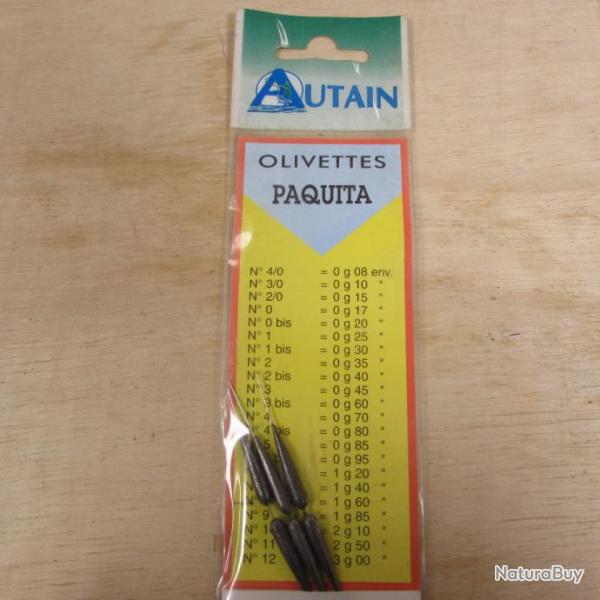 AUTAIN
OLIVETTES
PAQUITA
N° 4/0 = 0 g 08 env.
N° 3/0 = 0 g 10 "
N° 2/0 = 0 g 15 "
N° 0 = 0 g 17 "
N° 0 bis = 0 g 20 "
N° 1 = 0 g 25 "
N° 1 bis = 0 g 30 "
N° 2 = 0 g 35 "
N° 2 bis = 0 g 40 "
N° 3 = 0 g 45 "
N° 3 bis = 0 g 60 "
N° 4 = 0 g 70 "
N° 4 bis = 0 g 80 "
5 = 0 g 85 "
= 0 g 95 "
= 1 g 20 "
= 1 g 40 "
= 1 g 60 "
N° 9 = 1 g 85 "
N° = 2 g 10 "
N° 11 2 g 50 "
N° 12 3 g 00 "
NaturaBuy